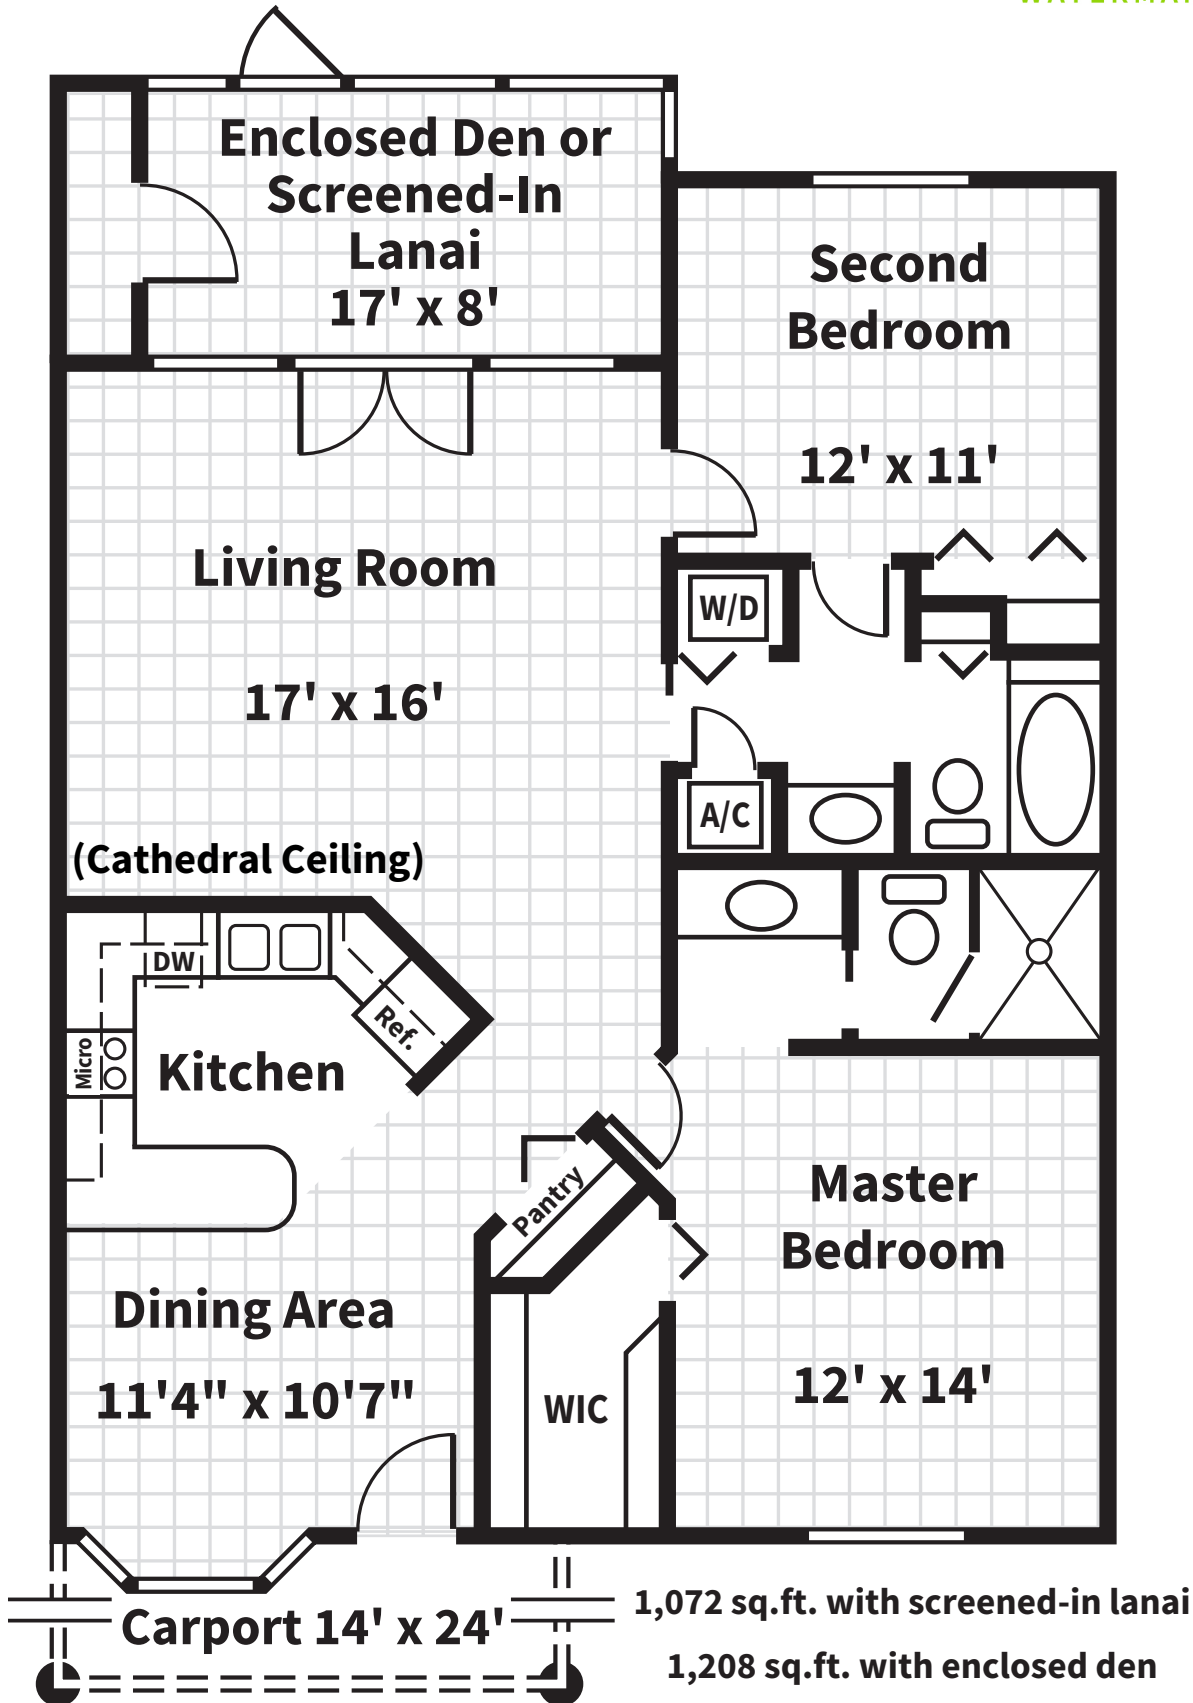 Enclosed Den or
Screened-In
Lanai
17' x 8'
Second
Bedroom
12' x 11'
Living Room
17' x 16'
(Cathedral Ceiling)
W/D
A/C
DW
Ref.
Micro
Kitchen
Pantry
Master
Bedroom
12' x 14'
Dining Area
11'4" x 10'7"
WIC
Carport 14' x 24'
1,072 sq.ft. with screened-in lanai
1,208 sq.ft. with enclosed den